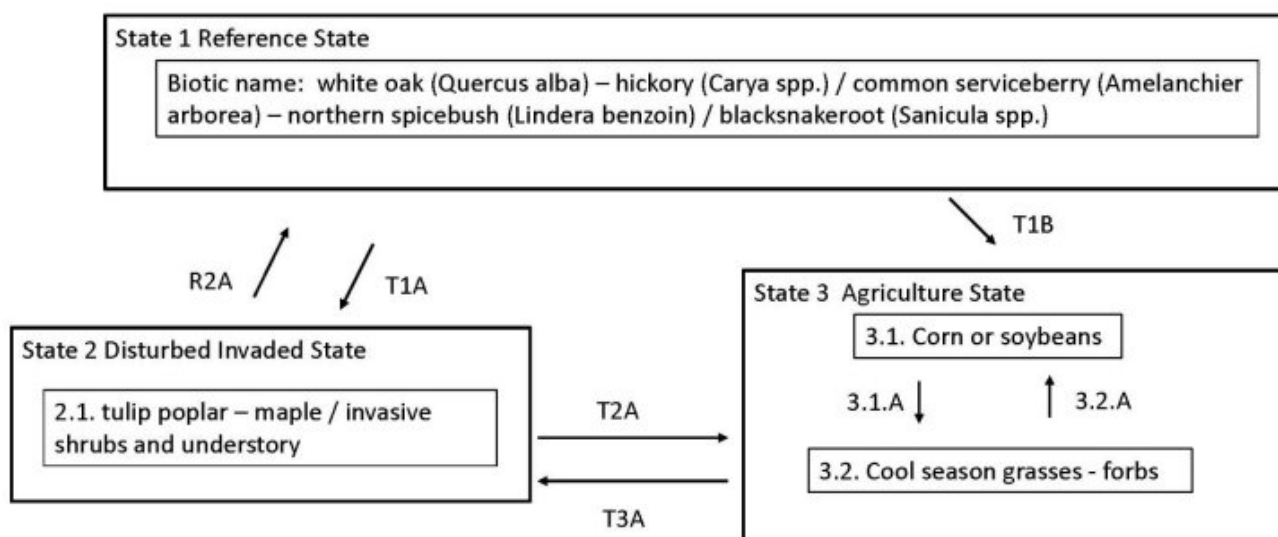 State 1 Reference State
Biotic name:  white oak (Quercus alba) – hickory (Carya spp.) / common serviceberry (Amelanchier
arborea) – northern spicebush (Lindera benzoin) / blacksnakeroot (Sanicula spp.)
T1B
R2A
T1A
State 3  Agriculture State
3.1. Corn or soybeans
State 2 Disturbed Invaded State
2.1. tulip poplar – maple / invasive
shrubs and understory
T2A
3.1.A
3.2.A
3.2. Cool season grasses - forbs
T3A